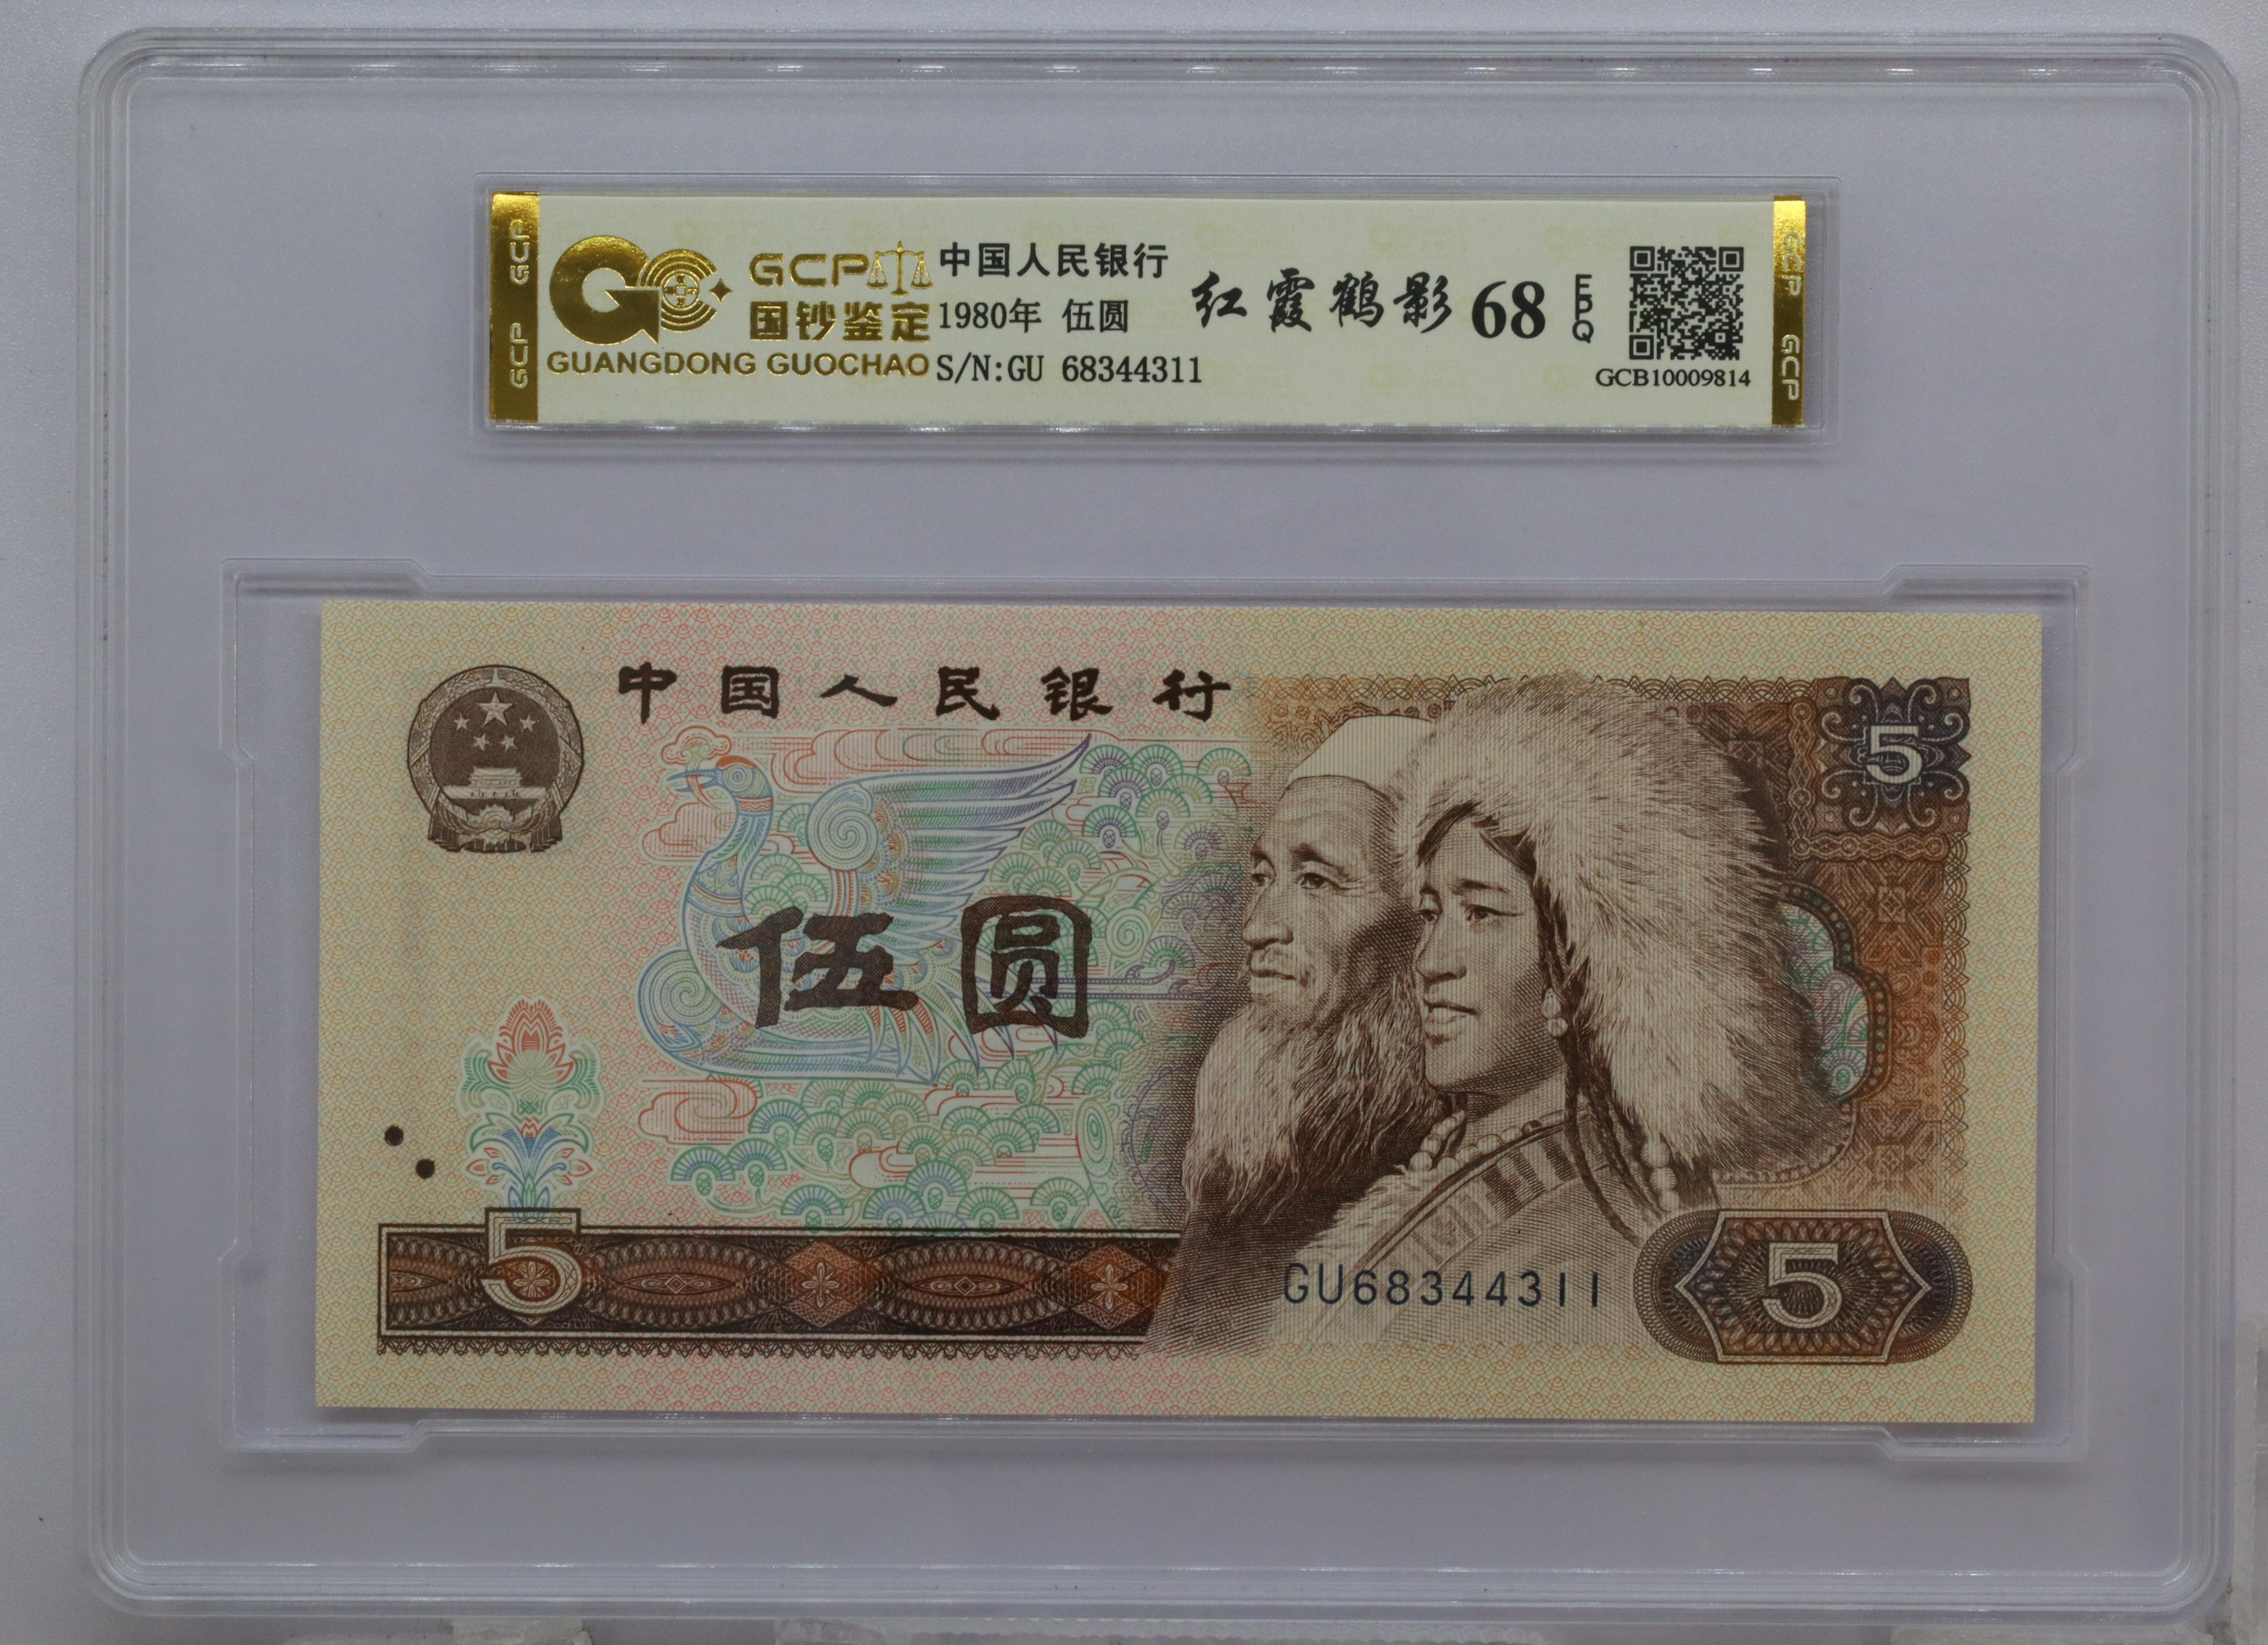 GCP GCP
GCP
国钞鉴定
GUANGDONG GUOCHAO
中国人民银行
1980年 伍圆
S/N:GU 68344311
红霞鹤影 68 EPQ
GCB10009814
GCP GCP
中国人民银行
5
伍圆
5
GU68344311
5